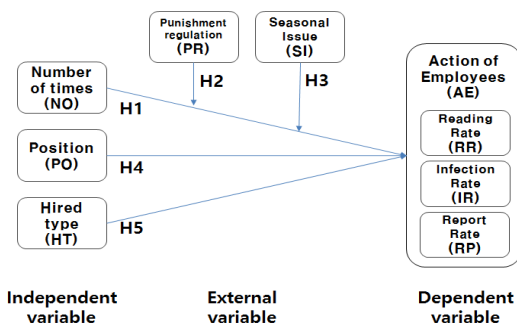 Punishment
regulation
(PR)
Seasonal
Issue
(SI)
Action of
Employees
(AE)
Number
of times
(NO)
H2
H3
H1
Reading
Rate
(RR)
Position
(PO)
H4
Infection
Rate
(IR)
Hired
type
(HT)
H5
Report
Rate
(RP)
Independent
variable
External
variable
Dependent
variable